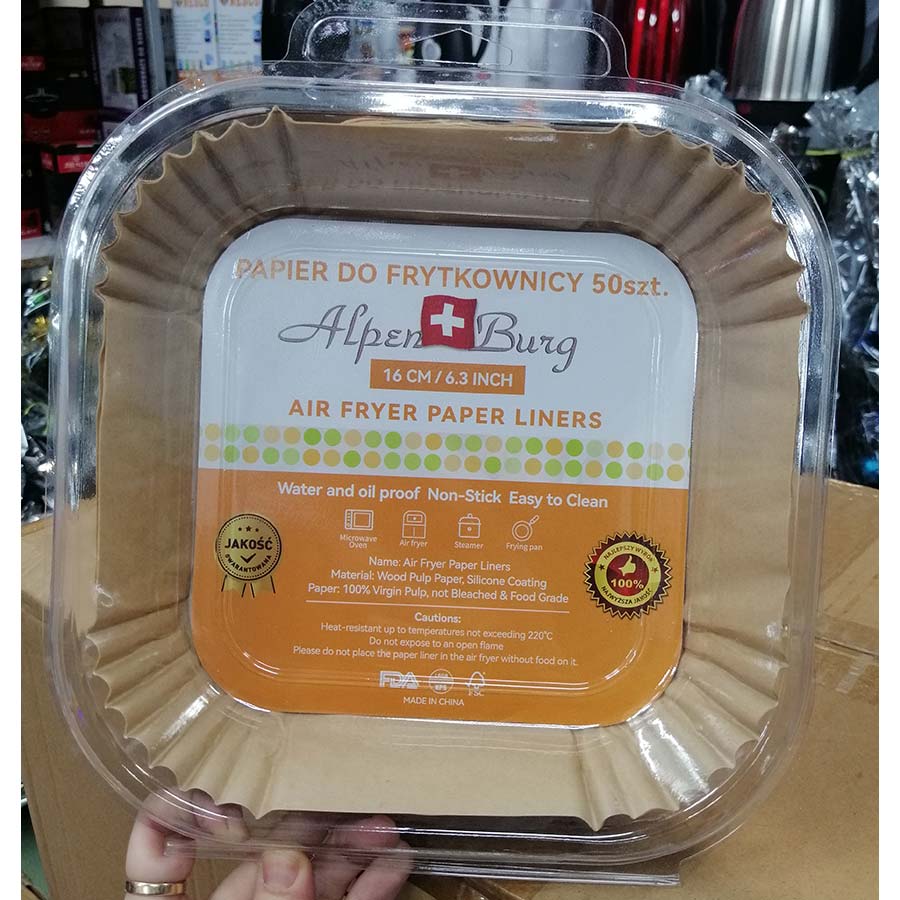 PAPIER DO FRYTKOWNICY 50szt.
Alpen Burg
16 CM / 6.3 INCH
AIR FRYER PAPER LINERS
Water and oil proof Non-Stick Easy to Clean
Microwave Oven
Air fryer
Steamer
Frying pan
JAKOŚĆ
GWARANTOWANA
NAJLEPSZY WYBÓR
100%
NAJWYŻSZA JAKOŚĆ
Name: Air Fryer Paper Liners
Material: Wood Pulp Paper, Silicone Coating
Paper: 100% Virgin Pulp, not Bleached & Food Grade
Cautions:
Heat-resistant up to temperatures not exceeding 220°C
Do not expose to an open flame
Please do not place the paper liner in the air fryer without food on it.
FDA
FSC
MADE IN CHINA